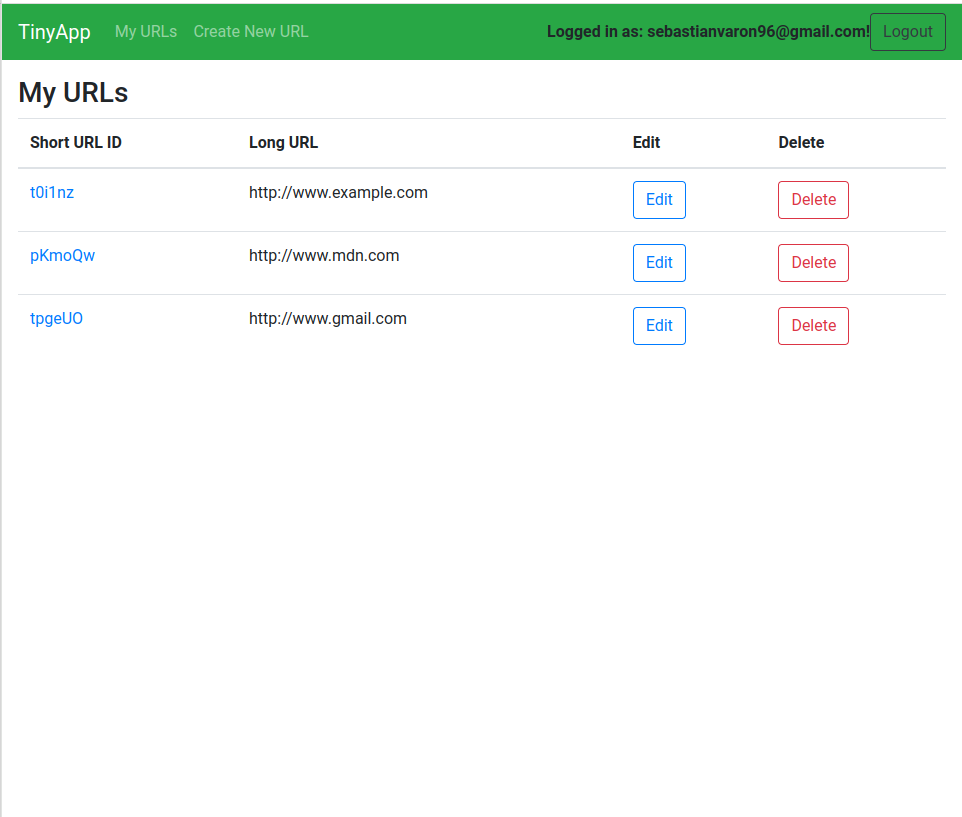 TinyApp My URLs Create New URL Logged in as: sebastianvaron96@gmail.com! Logout
My URLs
Short URL ID Long URL Edit Delete
t0i1nz http://www.example.com Edit Delete
pKmoQw http://www.mdn.com Edit Delete
tpgeUO http://www.gmail.com Edit Delete